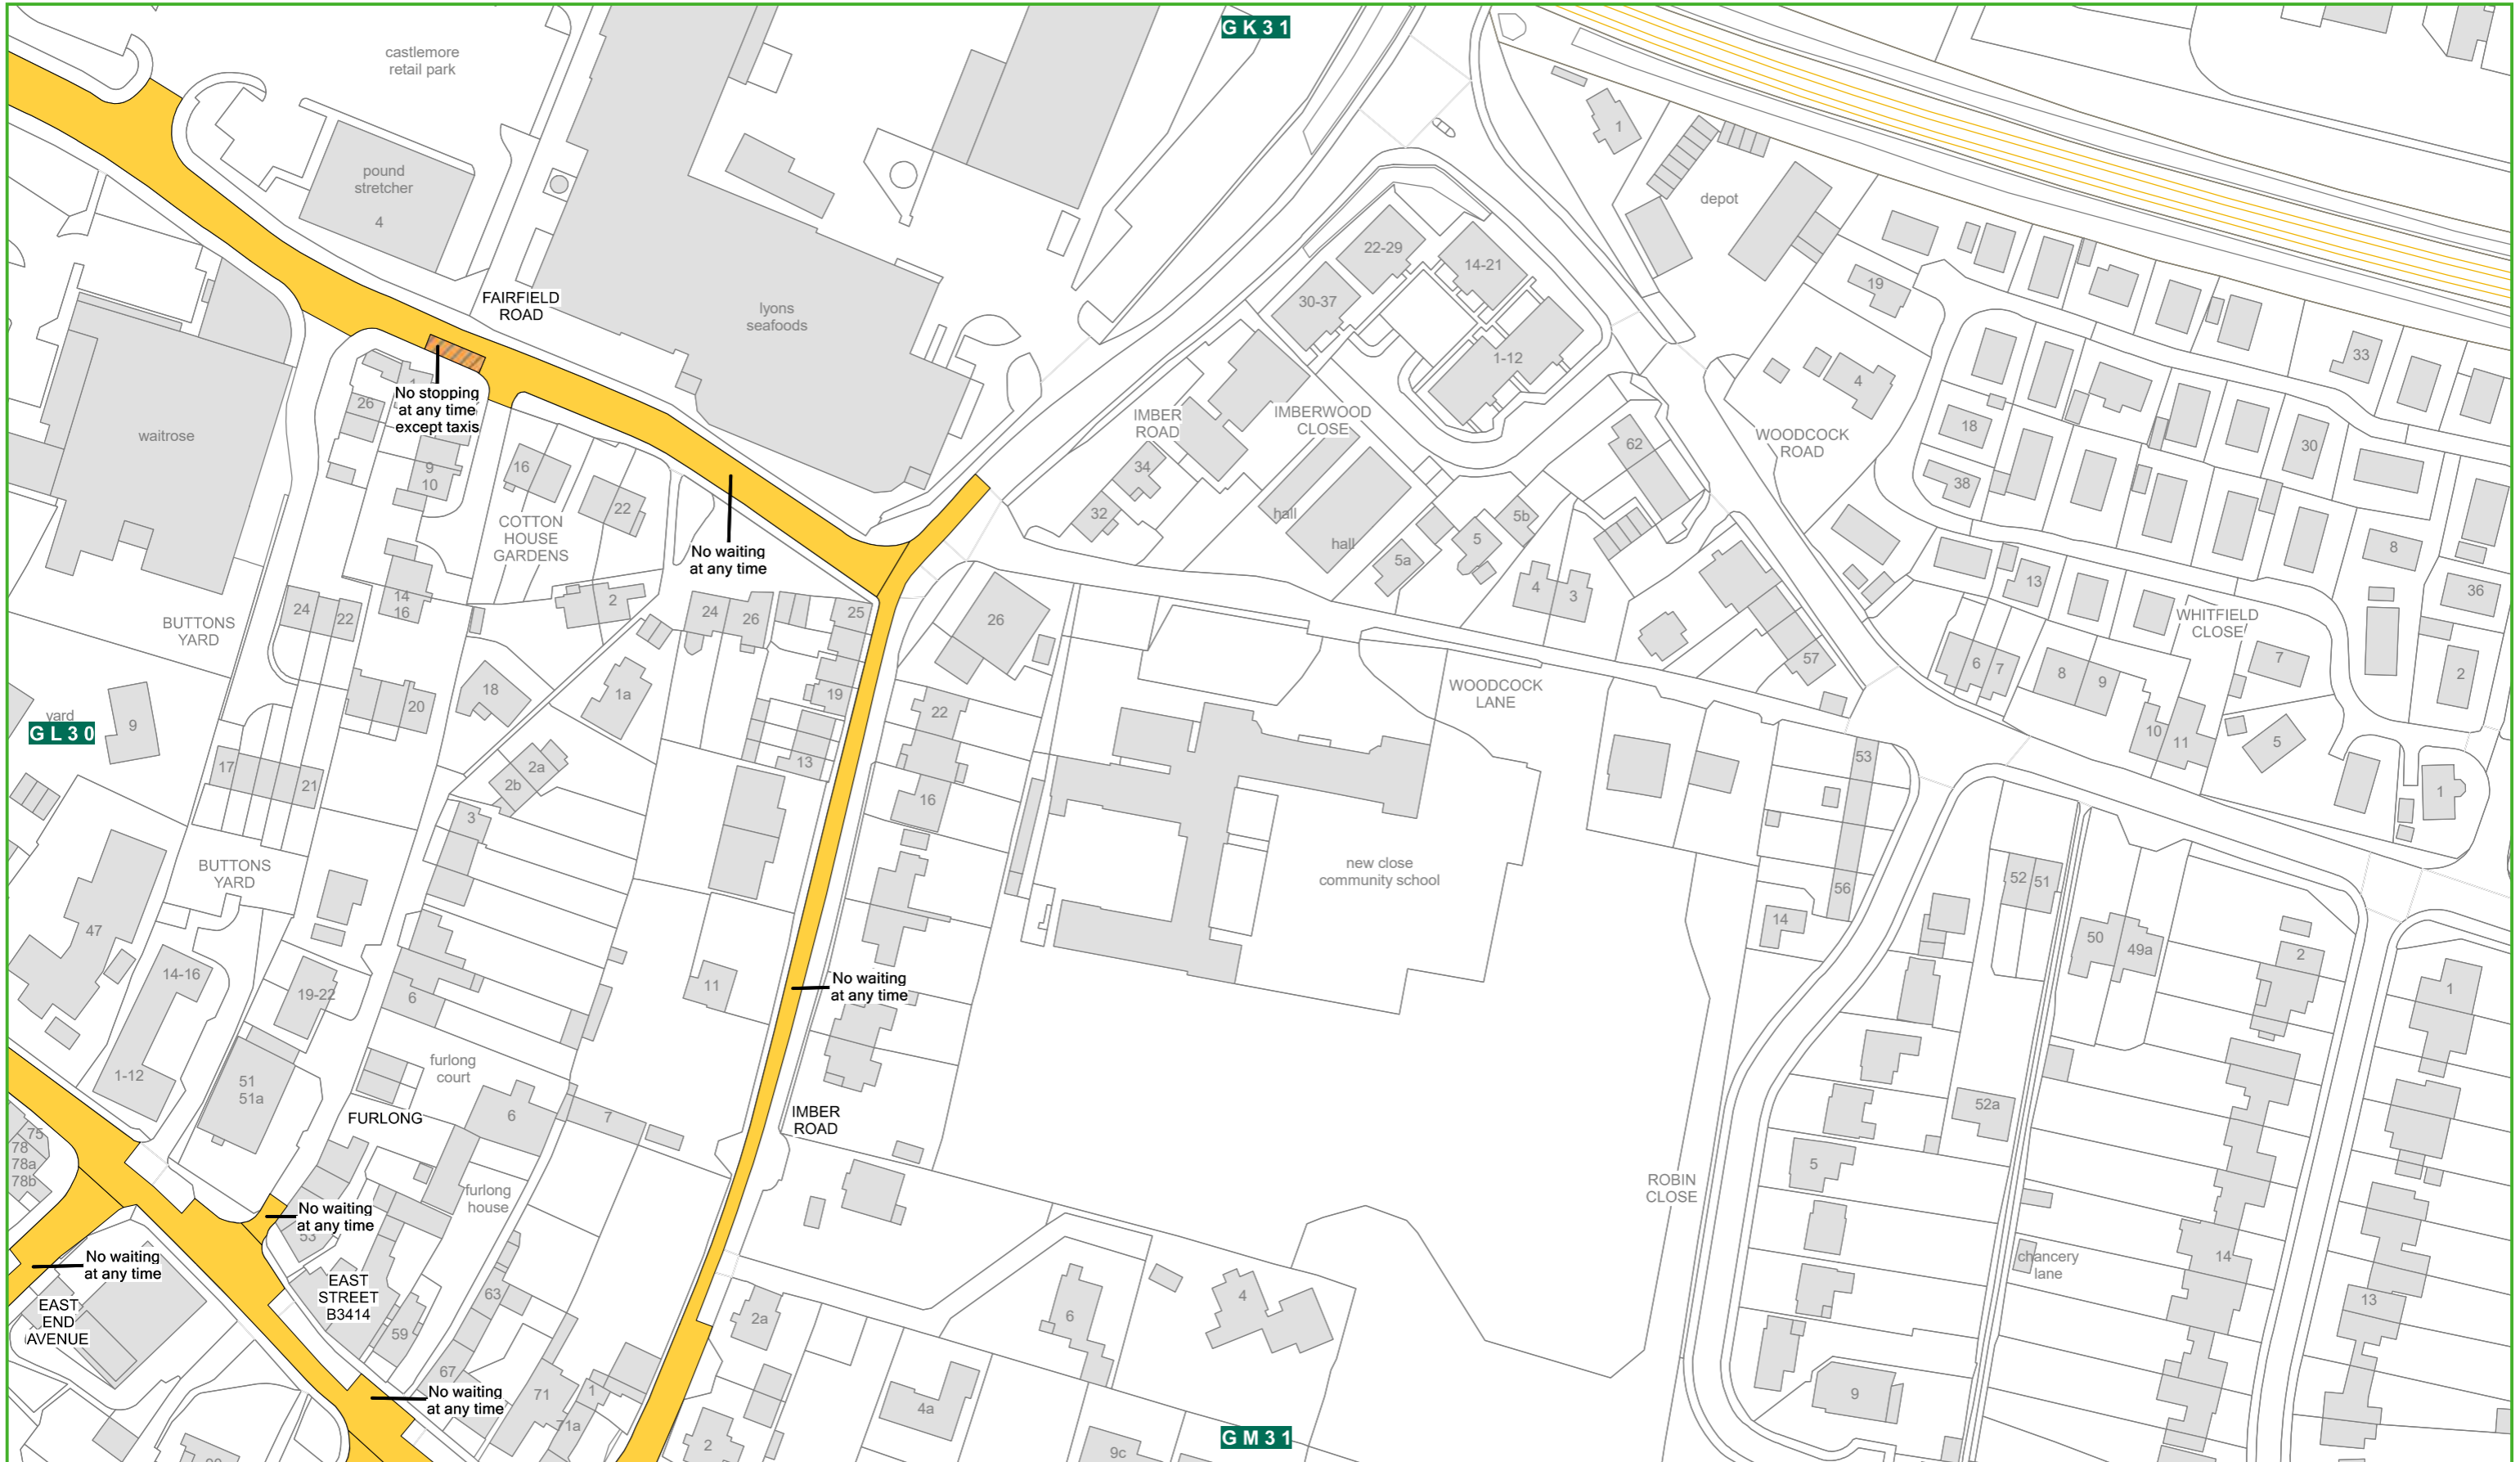 GK31
castlemore
retail park
1
pound
stretcher
4
depot
22-29
14-21
30-37
19
FAIRFIELD
ROAD
lyons
seafoods
1-12
33
No stopping
at any time
except taxis
26
4
IMBER
ROAD
IMBERWOOD
CLOSE
waitrose
62
18
WOODCOCK
ROAD
30
16
9
10
34
38
22
32
hall
5b
COTTON
HOUSE
GARDENS
hall
5
8
No waiting
at any time
5a
13
4
3
36
14
16
2
24
22
24
26
25
26
BUTTONS
YARD
WHITFIELD
CLOSE
57
6
7
7
8
9
2
18
1a
19
WOODCOCK
LANE
20
22
yard
9
GL30
10
11
5
17
21
2a
2b
13
53
16
1
3
BUTTONS
YARD
new close
community school
52
51
56
14
47
50
49a
2
14-16
No waiting
at any time
11
19-22
6
1
furlong
court
1-12
51
51a
FURLONG
6
7
IMBER
ROAD
52a
75
78
78a
78b
5
furlong
house
ROBIN
CLOSE
No waiting
at any time
53
No waiting
at any time
chancery
lane
14
EAST
STREET
B3414
63
4
13
EAST
END
AVENUE
59
2a
6
67
No waiting
at any time
71
1
71a
9
4a
2
GM31
9c